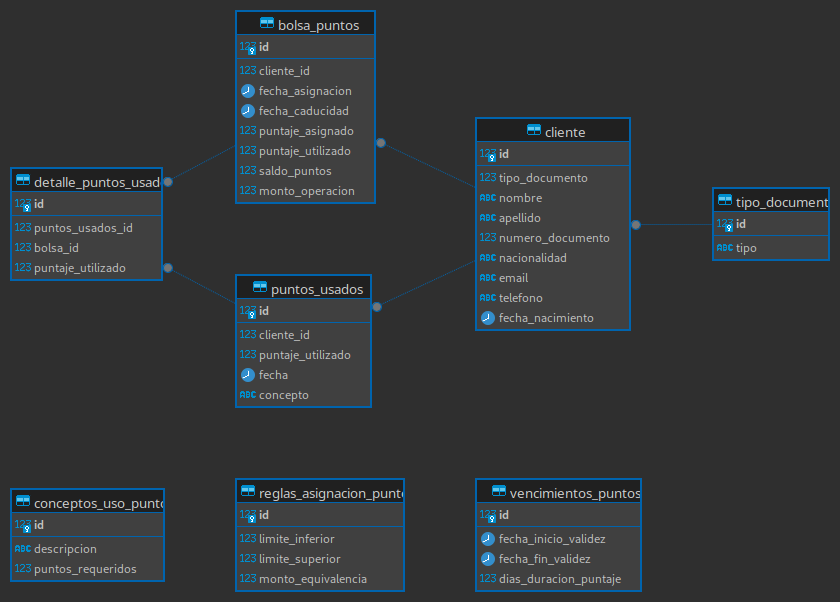 bolsa_puntos
123 id
123 cliente_id
fecha_asignacion
fecha_caducidad
123 puntaje_asignado
123 puntaje_utilizado
123 saldo_puntos
123 monto_operacion
cliente
123 id
123 tipo_documento
ABC nombre
ABC apellido
123 numero_documento
ABC nacionalidad
ABC email
ABC telefono
fecha_nacimiento
detalle_puntos_usad
123 id
123 puntos_usados_id
123 bolsa_id
123 puntaje_utilizado
tipo_document
123 id
ABC tipo
puntos_usados
123 id
123 cliente_id
123 puntaje_utilizado
fecha
ABC concepto
conceptos_uso_punto
123 id
ABC descripcion
123 puntos_requeridos
reglas_asignacion_punto
123 id
123 limite_inferior
123 limite_superior
123 monto_equivalencia
vencimientos_puntos
123 id
fecha_inicio_validez
fecha_fin_validez
123 dias_duracion_puntaje